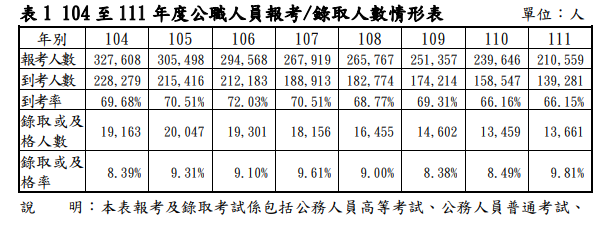 表 1 104 至 111 年度公職人員報考/錄取人數情形表
單位：人
年別 104 105 106 107 108 109 110 111
報考人數 327,608 305,498 294,568 267,919 265,767 251,357 239,646 210,559
到考人數 228,279 215,416 212,183 188,913 182,774 174,214 158,547 139,281
到考率 69.68% 70.51% 72.03% 70.51% 68.77% 69.31% 66.16% 66.15%
錄取或及格人數 19,163 20,047 19,301 18,156 16,455 14,602 13,459 13,661
錄取或及格率 8.39% 9.31% 9.10% 9.61% 9.00% 8.38% 8.49% 9.81%
說 明：本表報考及錄取考試係包括公務人員高等考試、公務人員普通考試、